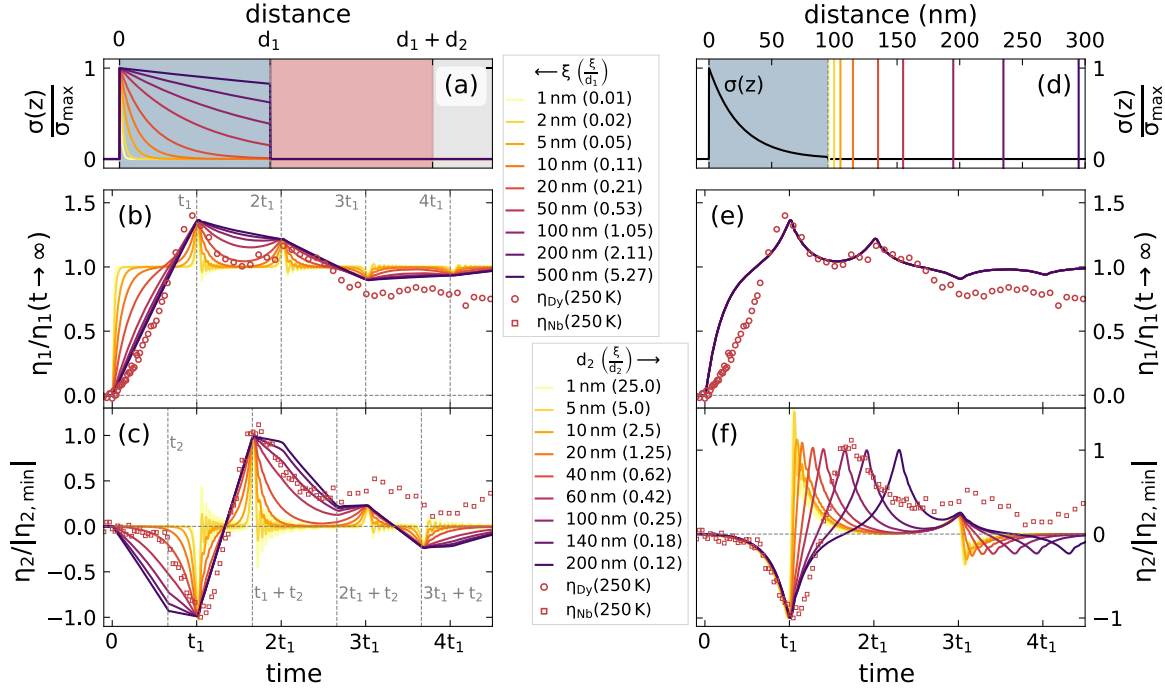 distance
0 d₁ d₁ + d₂
σ(z)/σmax
1
0
(a)
η₁/η₁(t → ∞)
1.5
1.0
0.5
0.0
(b)
t₁ 2t₁ 3t₁ 4t₁
η₂/|η₂,min|
1.0
0.5
0.0
−0.5
−1.0
(c)
t₂
t₁ + t₂ 2t₁ + t₂ 3t₁ + t₂
0 t₁ 2t₁ 3t₁ 4t₁
time
⟵ ξ (ξ/d₁)
1 nm (0.01)
2 nm (0.02)
5 nm (0.05)
10 nm (0.11)
20 nm (0.21)
50 nm (0.53)
100 nm (1.05)
200 nm (2.11)
500 nm (5.27)
ηDy(250 K)
ηNb(250 K)
d₂ (ξ/d₂) ⟶
1 nm (25.0)
5 nm (5.0)
10 nm (2.5)
20 nm (1.25)
40 nm (0.62)
60 nm (0.42)
100 nm (0.25)
140 nm (0.18)
200 nm (0.12)
ηDy(250 K)
ηNb(250 K)
distance (nm)
0 50 100 150 200 250 300
σ(z)
(d)
1
0
σ(z)/σmax
(e)
1.5
1.0
0.5
0.0
η₁/η₁(t → ∞)
(f)
1
0
−1
η₂/|η₂,min|
0 t₁ 2t₁ 3t₁ 4t₁
time